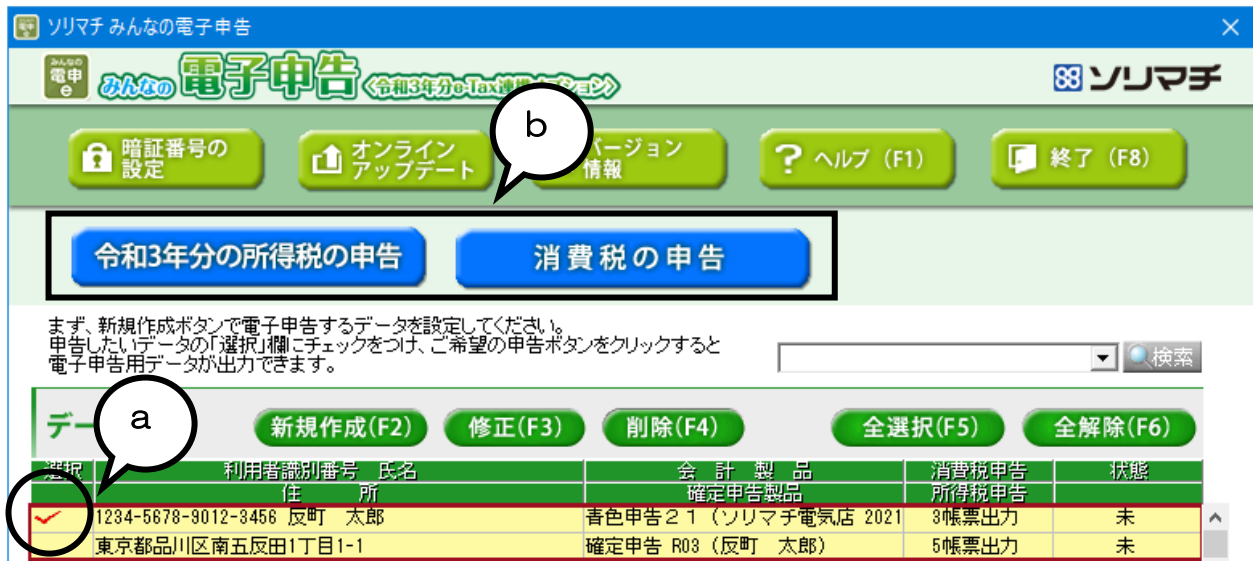 ソリマチ みんなの電子申告
みんなの
電申
e
みんなの電子申告
<令和3年分e-Tax連携
ション>
ソリマチ
暗証番号の
設定
オンライン
アップデート
バージョン
情報
? ヘルプ (F1)
終了 (F8)
b
令和3年分の所得税の申告
消費税の申告
まず、新規作成ボタンで電子申告するデータを設定してください。
申告したいデータの「選択」欄にチェックをつけ、ご希望の申告ボタンをクリックすると
電子申告用データが出力できます。
検索
a
デー
新規作成(F2)
修正(F3)
削除(F4)
全選択(F5)
全解除(F6)
選択 利用者識別番号 氏名 会 計 製 品 消費税申告 状態
住 所 確定申告製品 所得税申告
1234-5678-9012-3456 反町 太郎 青色申告21 (ソリマチ電気店 2021 3帳票出力 未
東京都品川区南五反田1丁目1-1 確定申告 R03 (反町 太郎) 5帳票出力 未